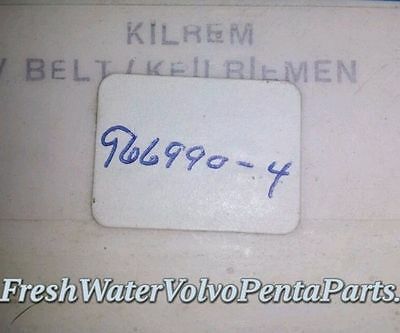 KILREM
V BELT/KEILRIEMEN
966990-4
FreshWaterVolvoPentaParts.